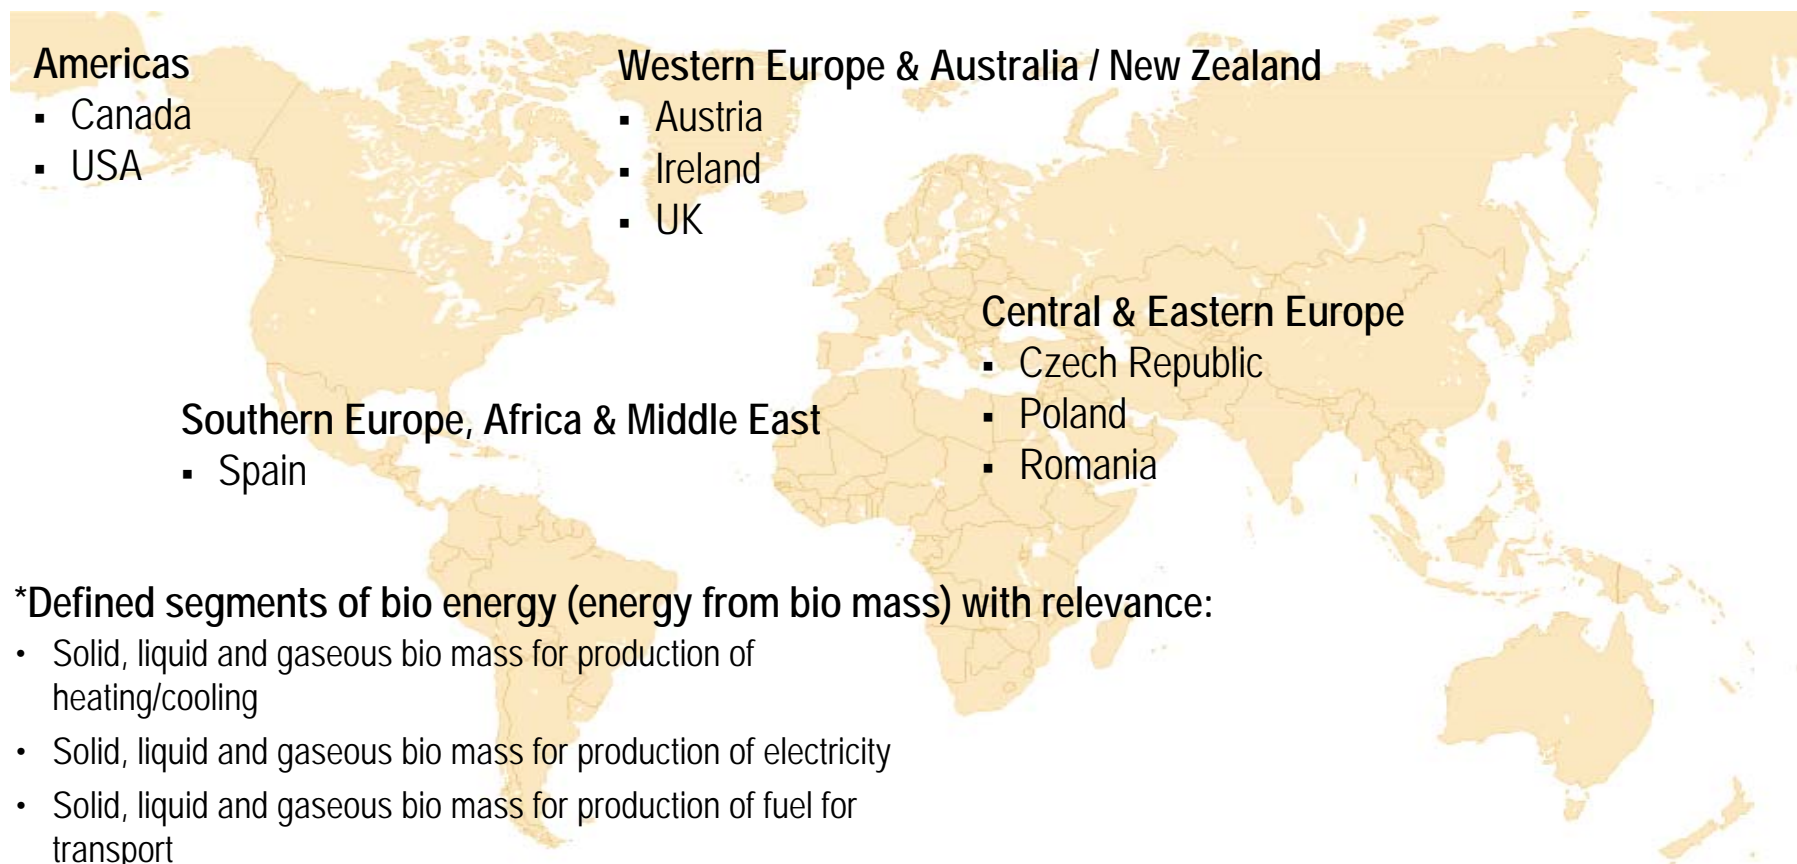 Americas
▪ Canada
▪ USA
Western Europe & Australia / New Zealand
▪ Austria
▪ Ireland
▪ UK
Central & Eastern Europe
▪ Czech Republic
▪ Poland
▪ Romania
Southern Europe, Africa & Middle East
▪ Spain
*Defined segments of bio energy (energy from bio mass) with relevance:
• Solid, liquid and gaseous bio mass for production of
heating/cooling
• Solid, liquid and gaseous bio mass for production of electricity
• Solid, liquid and gaseous bio mass for production of fuel for
transport